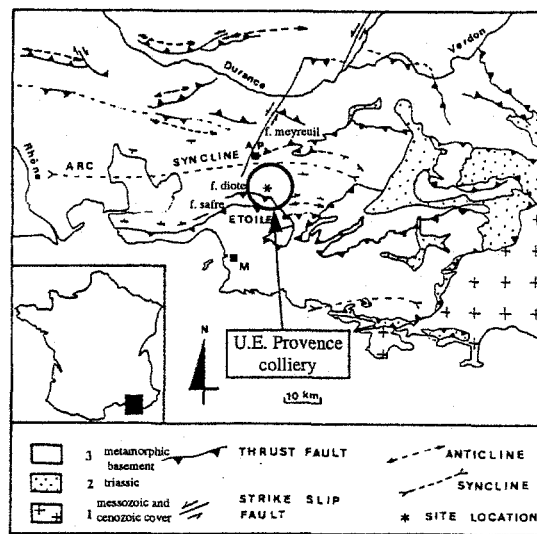 Durance
Verdon
Rhône
f. meyreuil
A.P
ARC SYNCLINE
f. diote
*
f. safre
ETOILE
M
N
U.E. Provence
colliery
10 km
3 metamorphic
basement
THRUST FAULT
ANTICLINE
2 triassic
SYNCLINE
1 messozoic and
cenozoic cover
STRIKE SLIP
FAULT
* SITE LOCATION